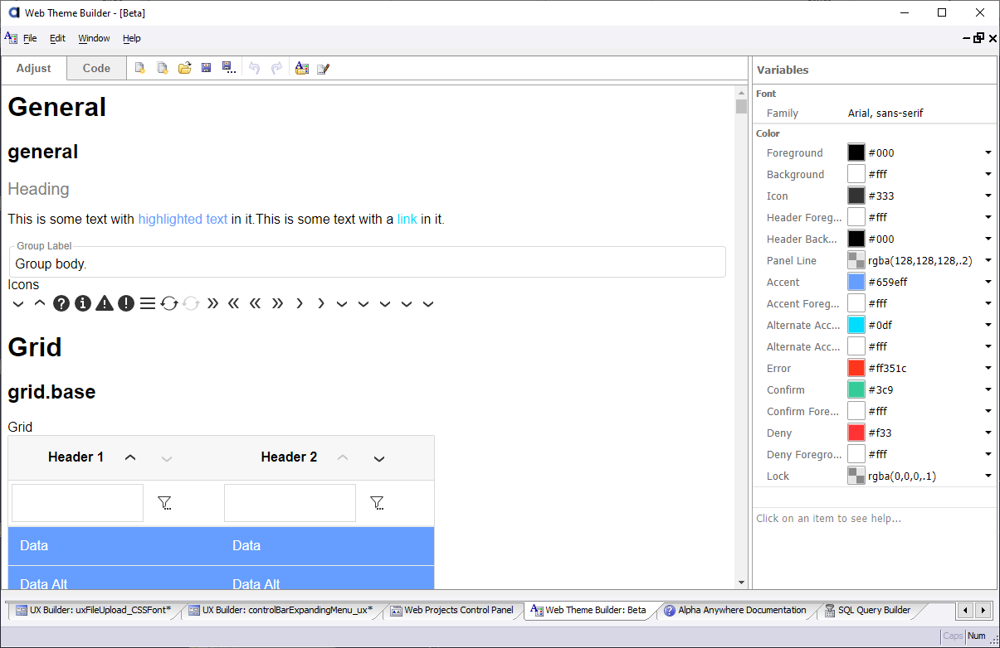 Web Theme Builder - [Beta]
File Edit Window Help
Adjust Code
General
general
Heading
This is some text with highlighted text in it.This is some text with a link in it.
Group Label
Group body.
Icons
Grid
grid.base
Grid
Header 1 Header 2
Data Data
Data Alt Data Alt
Variables
Font
Family Arial, sans-serif
Color
Foreground #000
Background #fff
Icon #333
Header Foreg... #fff
Header Back... #000
Panel Line rgba(128,128,128,.2)
Accent #659eff
Accent Foreg... #fff
Alternate Acc... #0df
Alternate Acc... #fff
Error #ff351c
Confirm #3c9
Confirm Fore... #fff
Deny #f33
Deny Foregro... #fff
Lock rgba(0,0,0,.1)
Click on an item to see help...
UX Builder: uxFileUpload_CSSFont* UX Builder: controlBarExpandingMenu_ux* Web Projects Control Panel Web Theme Builder: Beta Alpha Anywhere Documentation SQL Query Builder
Caps Num